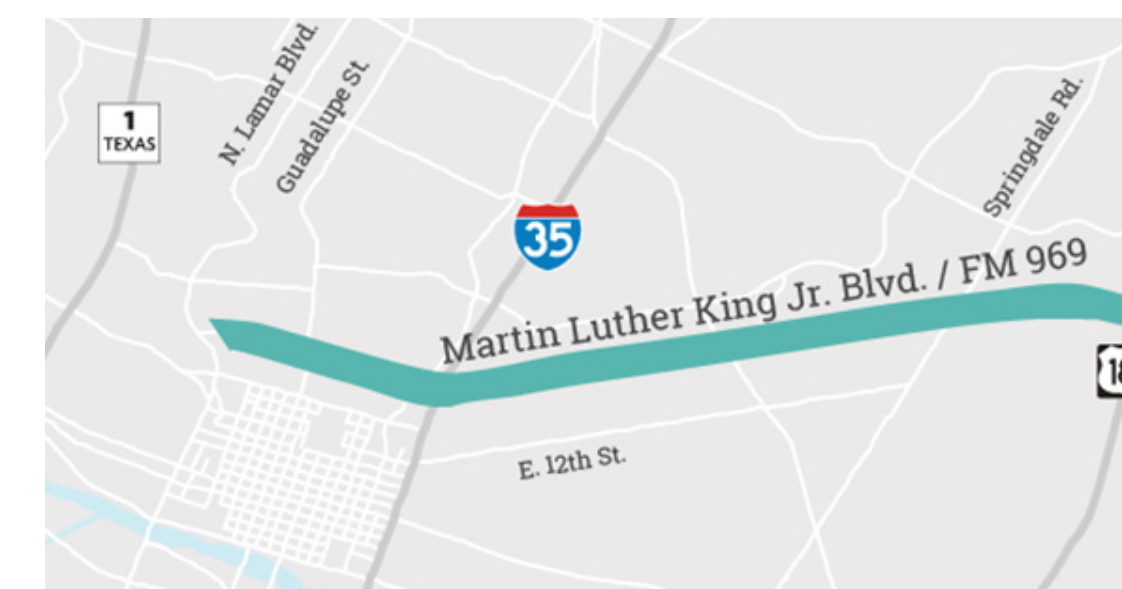 N. Lamar Blvd.
Guadalupe St.
1
TEXAS
35
Springdale Rd.
Martin Luther King Jr. Blvd. / FM 969
E. 12th St.